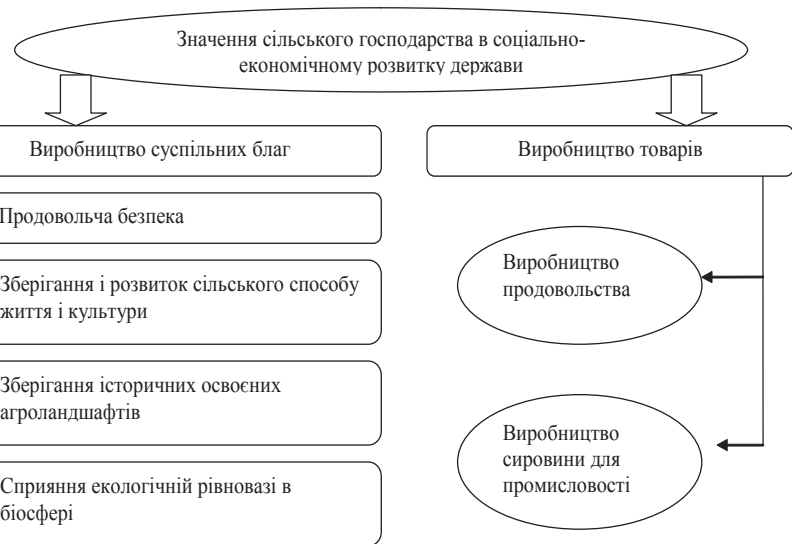 Значення сільського господарства в соціально-
економічному розвитку держави
Виробництво суспільних благ
Продовольча безпека
Зберігання і розвиток сільського способу
життя і культури
Зберігання історичних освоєних
агроландшафтів
Сприяння екологічній рівновазі в
біосфері
Виробництво товарів
Виробництво
продовольства
Виробництво
сировини для
промисловості